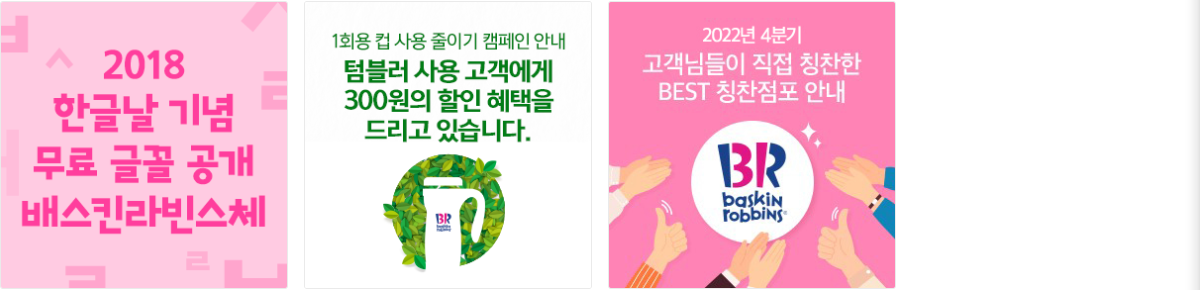 2018
한글날 기념
무료 글꼴 공개
배스킨라빈스체
1회용 컵 사용 줄이기 캠페인 안내
텀블러 사용 고객에게
300원의 할인 혜택을
드리고 있습니다.
BR
baskin
robbins
2022년 4분기
고객님들이 직접 칭찬한
BEST 칭찬점포 안내
BR
baskin
robbins